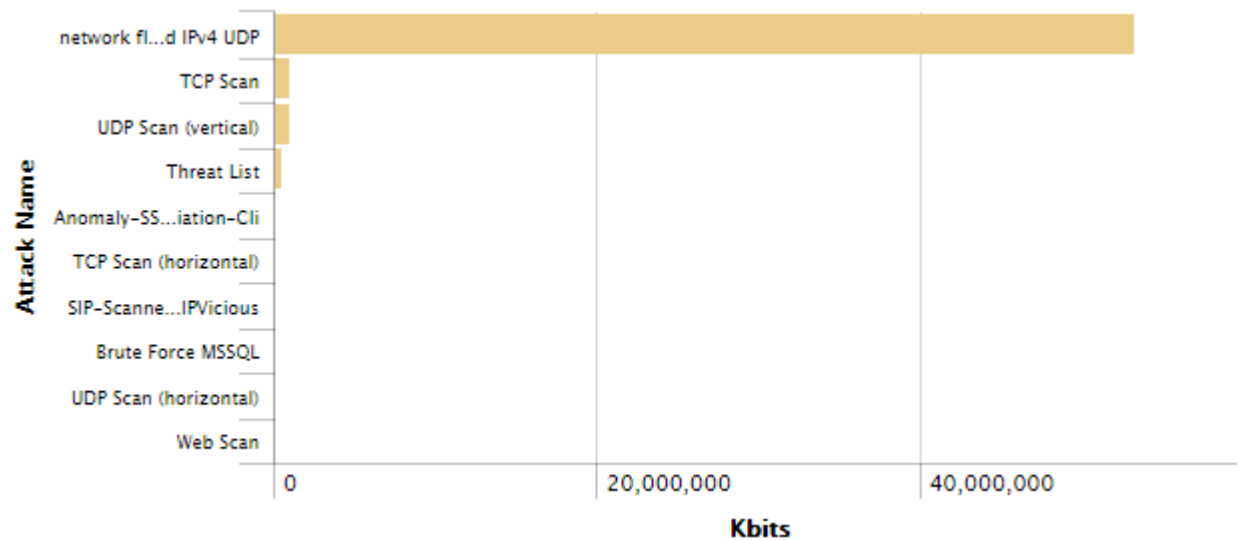 network fl...d IPv4 UDP
TCP Scan
UDP Scan (vertical)
Threat List
Anomaly-SS...iation-Cli
TCP Scan (horizontal)
SIP-Scanne...IPVicious
Brute Force MSSQL
UDP Scan (horizontal)
Web Scan
Attack Name
0 20,000,000 40,000,000
Kbits